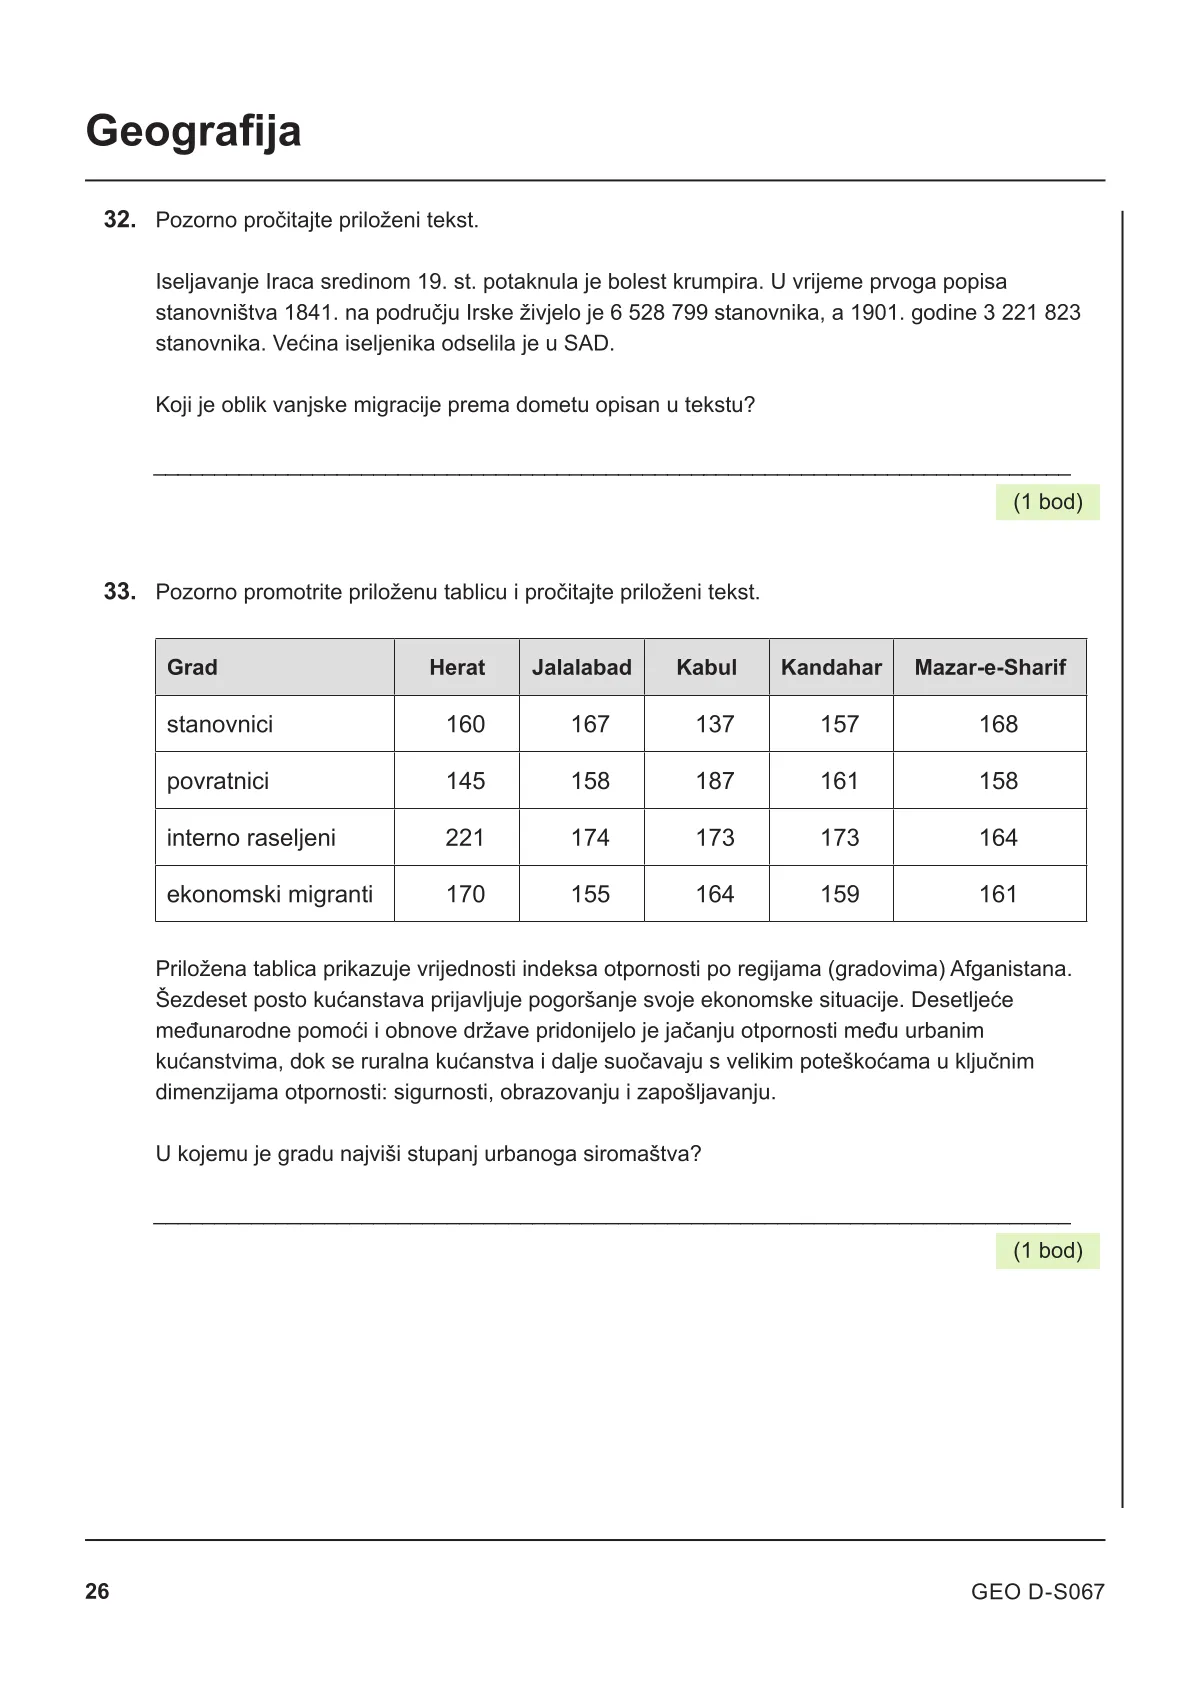 Geografija
32. Pozorno pročitajte priloženi tekst.
Iseljavanje Iraca sredinom 19. st. potaknula je bolest krumpira. U vrijeme prvoga popisa
stanovništva 1841. na području Irske živjelo je 6 528 799 stanovnika, a 1901. godine 3 221 823
stanovnika. Većina iseljenika odselila je u SAD.
Koji je oblik vanjske migracije prema dometu opisan u tekstu?
(1 bod)
33. Pozorno promotrite priloženu tablicu i pročitajte priloženi tekst.
Grad Herat Jalalabad Kabul Kandahar Mazar-e-Sharif
stanovnici 160 167 137 157 168
povratnici 145 158 187 161 158
interno raseljeni 221 174 173 173 164
ekonomski migranti 170 155 164 159 161
Priložena tablica prikazuje vrijednosti indeksa otpornosti po regijama (gradovima) Afganistana.
Šezdeset posto kućanstava prijavljuje pogoršanje svoje ekonomske situacije. Desetljeće
međunarodne pomoći i obnove države pridonijelo je jačanju otpornosti među urbanim
kućanstvima, dok se ruralna kućanstva i dalje suočavaju s velikim poteškoćama u ključnim
dimenzijama otpornosti: sigurnosti, obrazovanju i zapošljavanju.
U kojemu je gradu najviši stupanj urbanoga siromaštva?
(1 bod)
26
GEO D-S067